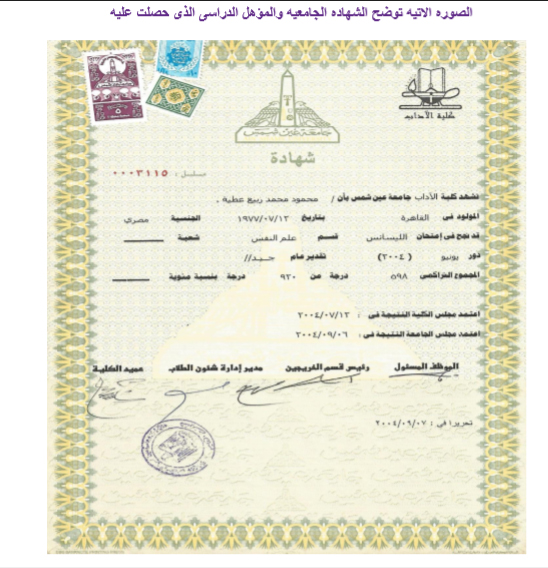 الصوره الاتيه توضح الشهاده الجامعيه والمؤهل الدراسى الذى حصلت عليه
كلية الآداب
جامعة عين شمس
شهادة
مسلسل : ٠٠٠٣١١٥
تشهد كلية الآداب جامعة عين شمس بأن / محمود محمد ربيع عطية .
المولود فى القاهرة بتاريخ ١٩٧٧/٠٧/١٣ الجنسية مصري
قد نجح فى إمتحان الليسانس قسم علم النفس شعبة
دور يونيو ( ٢٠٠٤ ) تقدير عام جيد//
المجموع التراكمي ٥٩٨ درجة من ٩٢٠ درجة بنسبة مئوية
اعتمد مجلس الكلية النتيجة فى : ٢٠٠٤/٠٧/١٣
اعتمد مجلس الجامعة النتيجة فى : ٢٠٠٤/٠٩/٠٦
الموظف المسئول رئيس قسم الخريجين مدير إدارة شئون الطلاب عميد الكلية
تحريرا فى : ٢٠٠٤/٠٩/٠٧